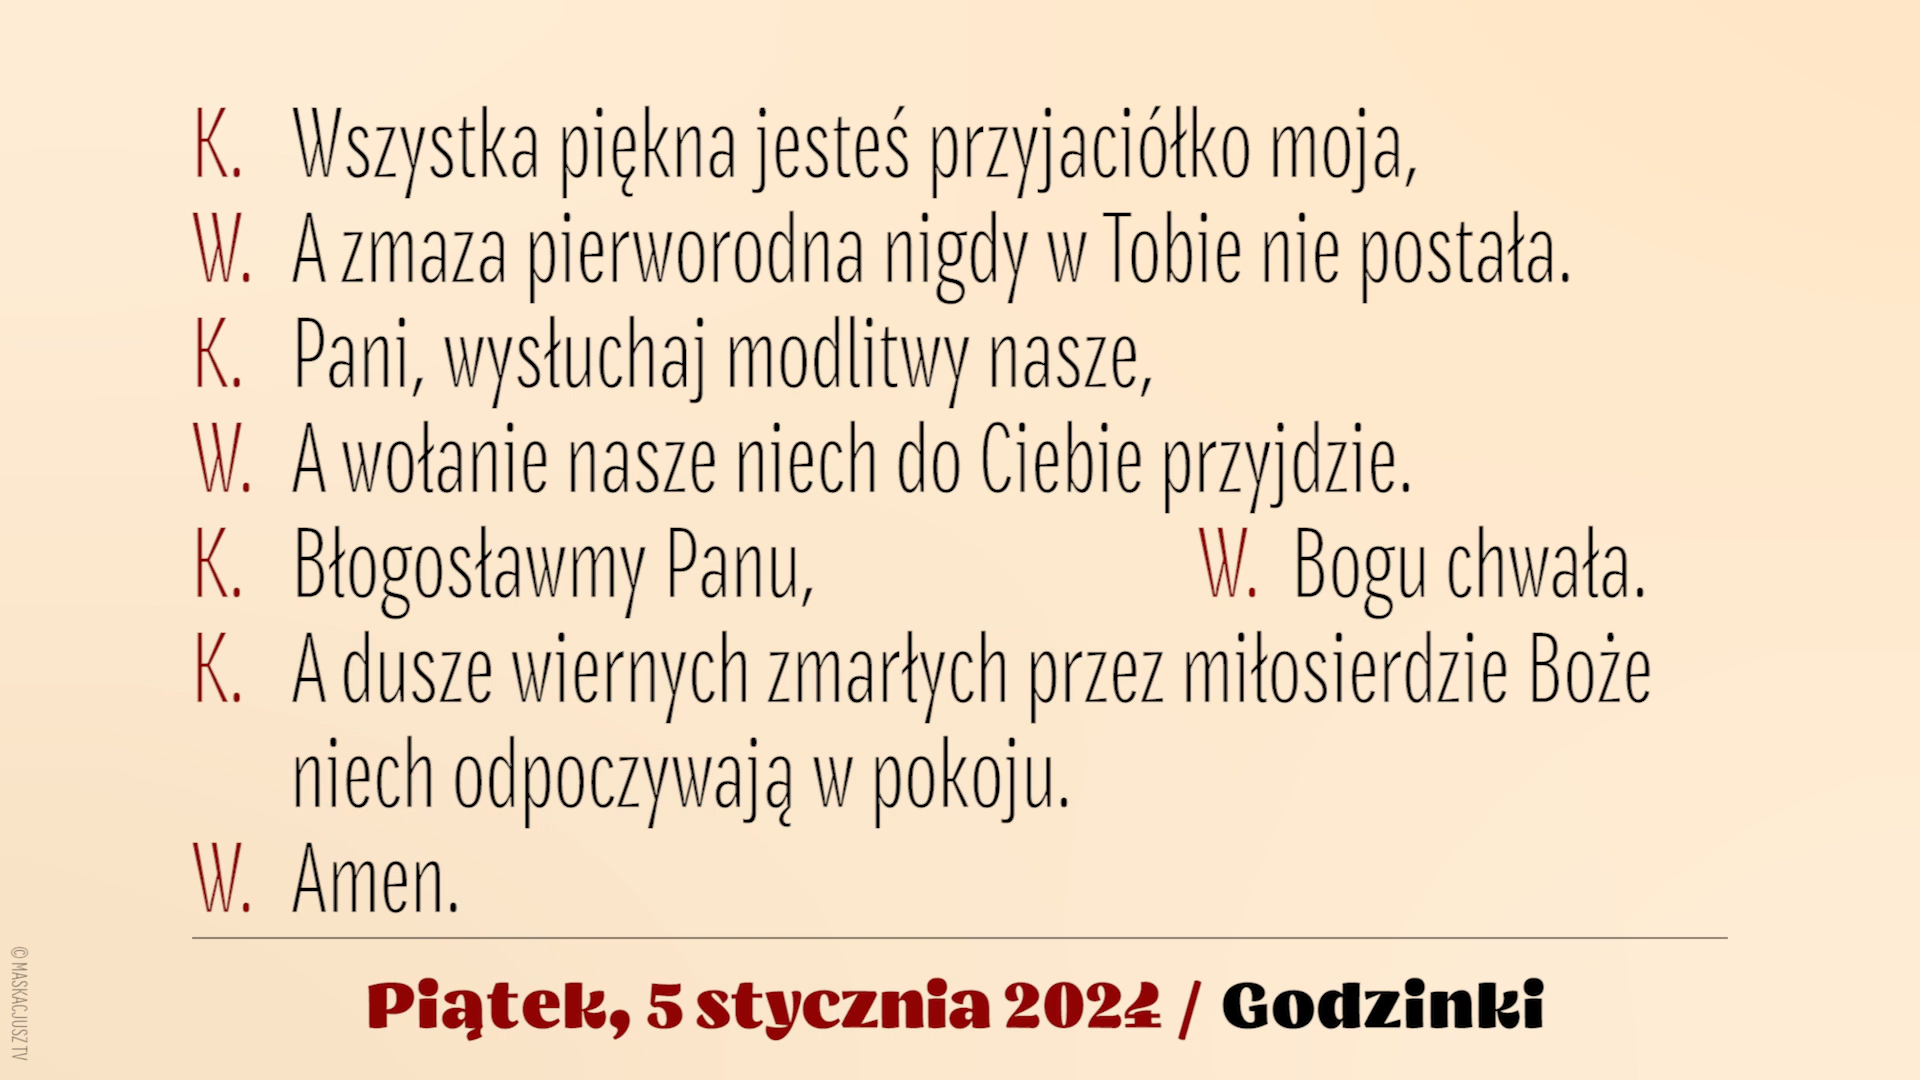 K. Wszystka piękna jesteś przyjaciółko moja,
W. A zmaza pierworodna nigdy w Tobie nie postała.
K. Pani, wysłuchaj modlitwy nasze,
W. A wołanie nasze niech do Ciebie przyjdzie.
K. Błogosławmy Panu, W. Bogu chwała.
K. A dusze wiernych zmarłych przez miłosierdzie Boże
niech odpoczywają w pokoju.
W. Amen.
Piątek, 5 stycznia 2024 / Godzinki
© MASKACJUSZ TV